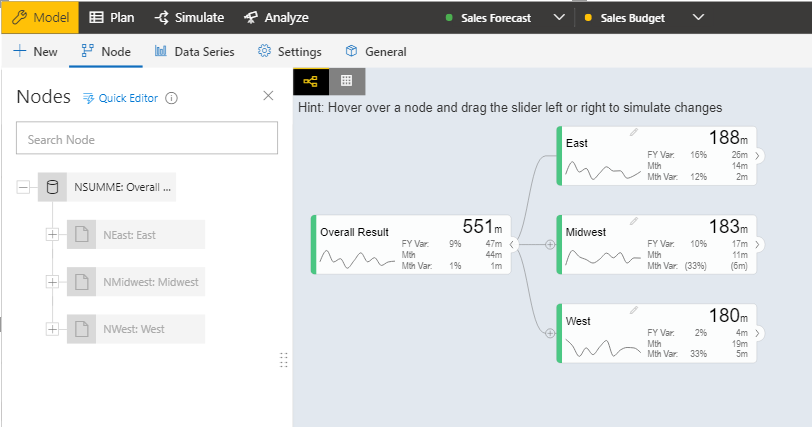 Model Plan Simulate Analyze Sales Forecast Sales Budget
New Node Data Series Settings General
Nodes Quick Editor
Search Node
NSUMME: Overall ...
NEast: East
NMidwest: Midwest
NWest: West
Hint: Hover over a node and drag the slider left or right to simulate changes
Overall Result 551m
FY Var. 9% 47m
Mth 44m
Mth Var. 1% 1m
East 188m
FY Var. 16% 26m
Mth 14m
Mth Var. 12% 2m
Midwest 183m
FY Var. 10% 17m
Mth 11m
Mth Var. (33%) (6m)
West 180m
FY Var. 2% 4m
Mth 19m
Mth Var. 33% 5m